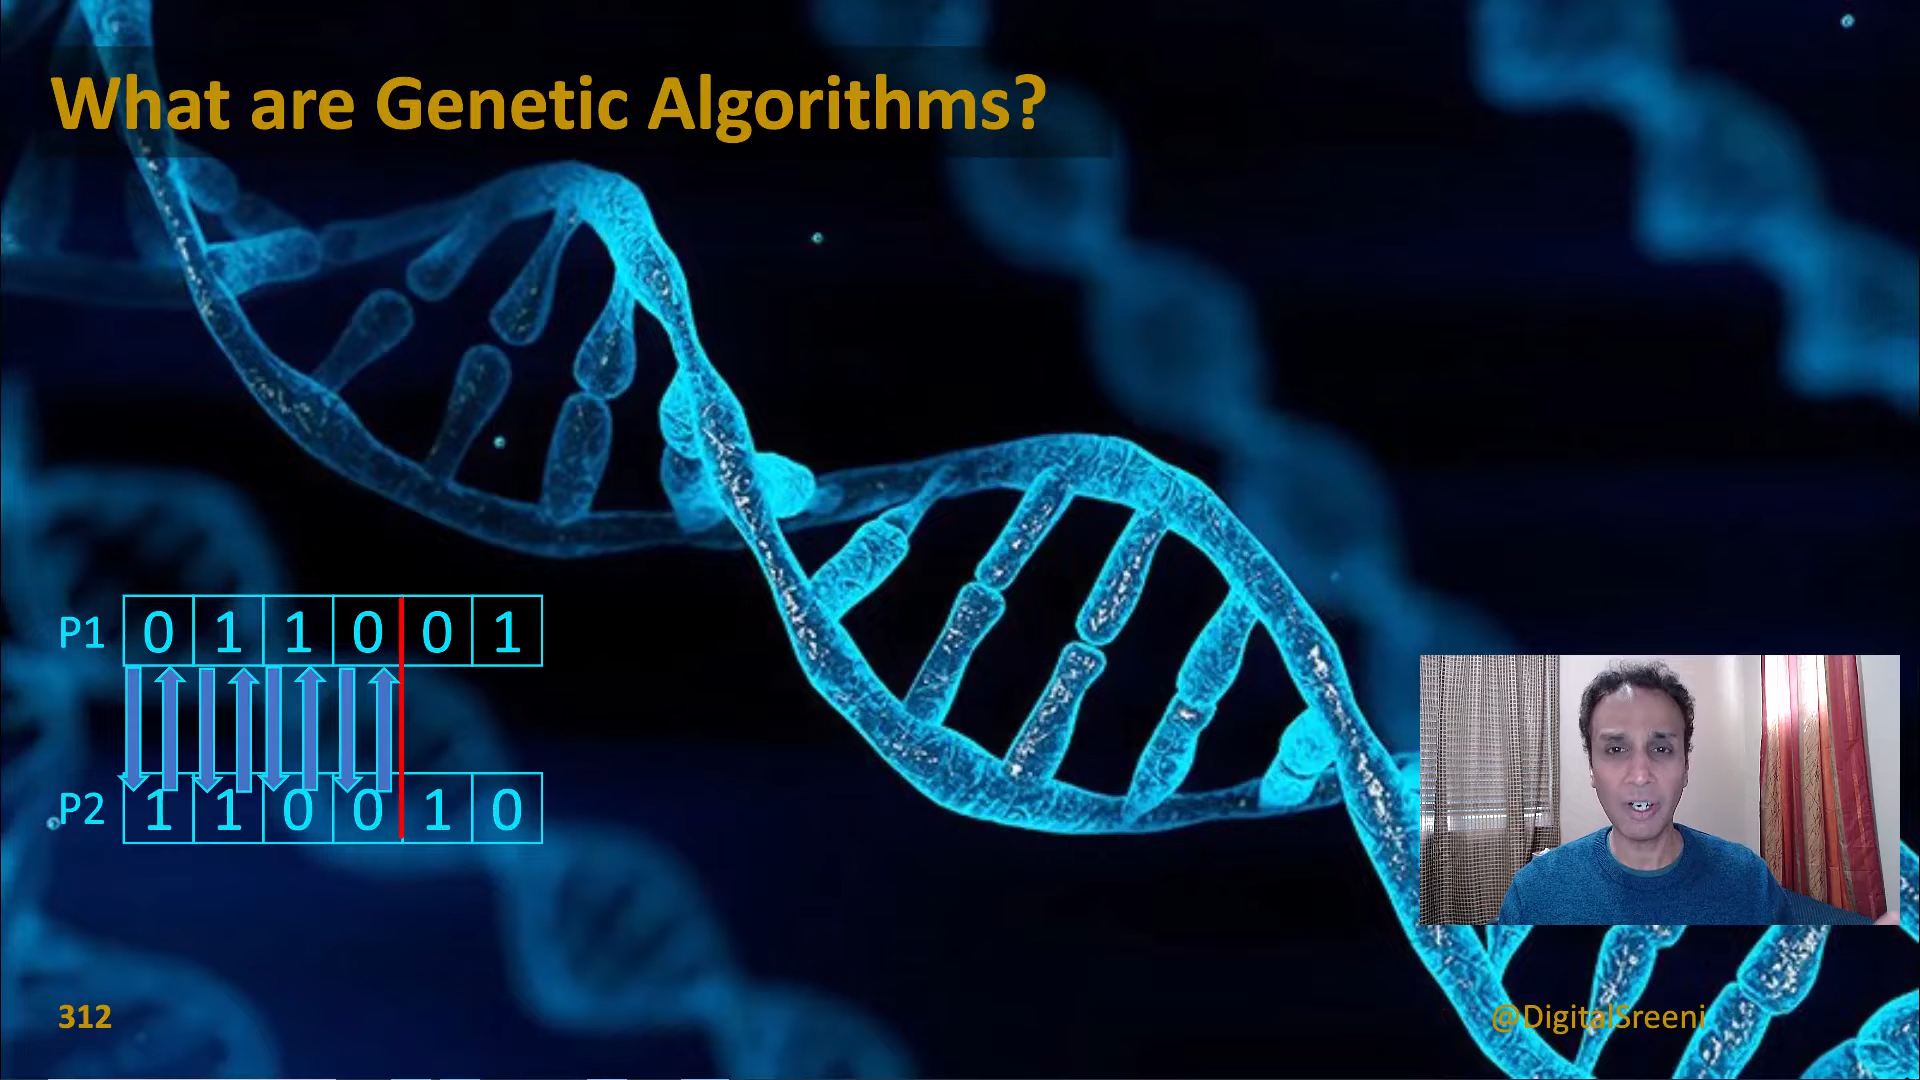 What are Genetic Algorithms?
P1 0 1 1 0 0 1
P2 1 1 0 0 1 0
312
@DigitalSreeni